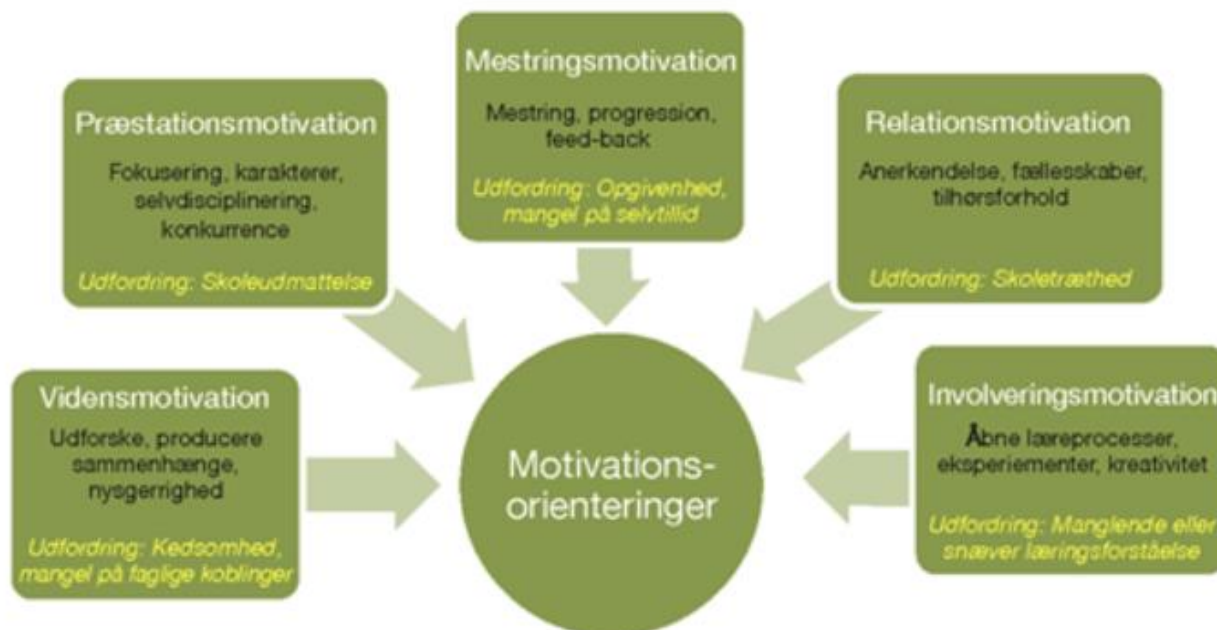 Mestringsmotivation
Mestring, progression,
feed-back
Udfordring: Opgivenhed,
mangel på selvtillid
Præstationsmotivation
Fokusering, karakterer,
selvdisciplinering,
konkurrence
Udfordring: Skoleudmattelse
Relationsmotivation
Anerkendelse, fællesskaber,
tilhørsforhold
Udfordring: Skoletræthed
Vidensmotivation
Udforske, producere
sammenhænge,
nysgerrighed
Udfordring: Kedsomhed,
mangel på faglige koblinger
Motivations-
orienteringer
Involveringsmotivation
Åbne læreprocesser,
eksperiementer, kreativitet
Udfordring: Manglende eller
snæver læringsforståelse